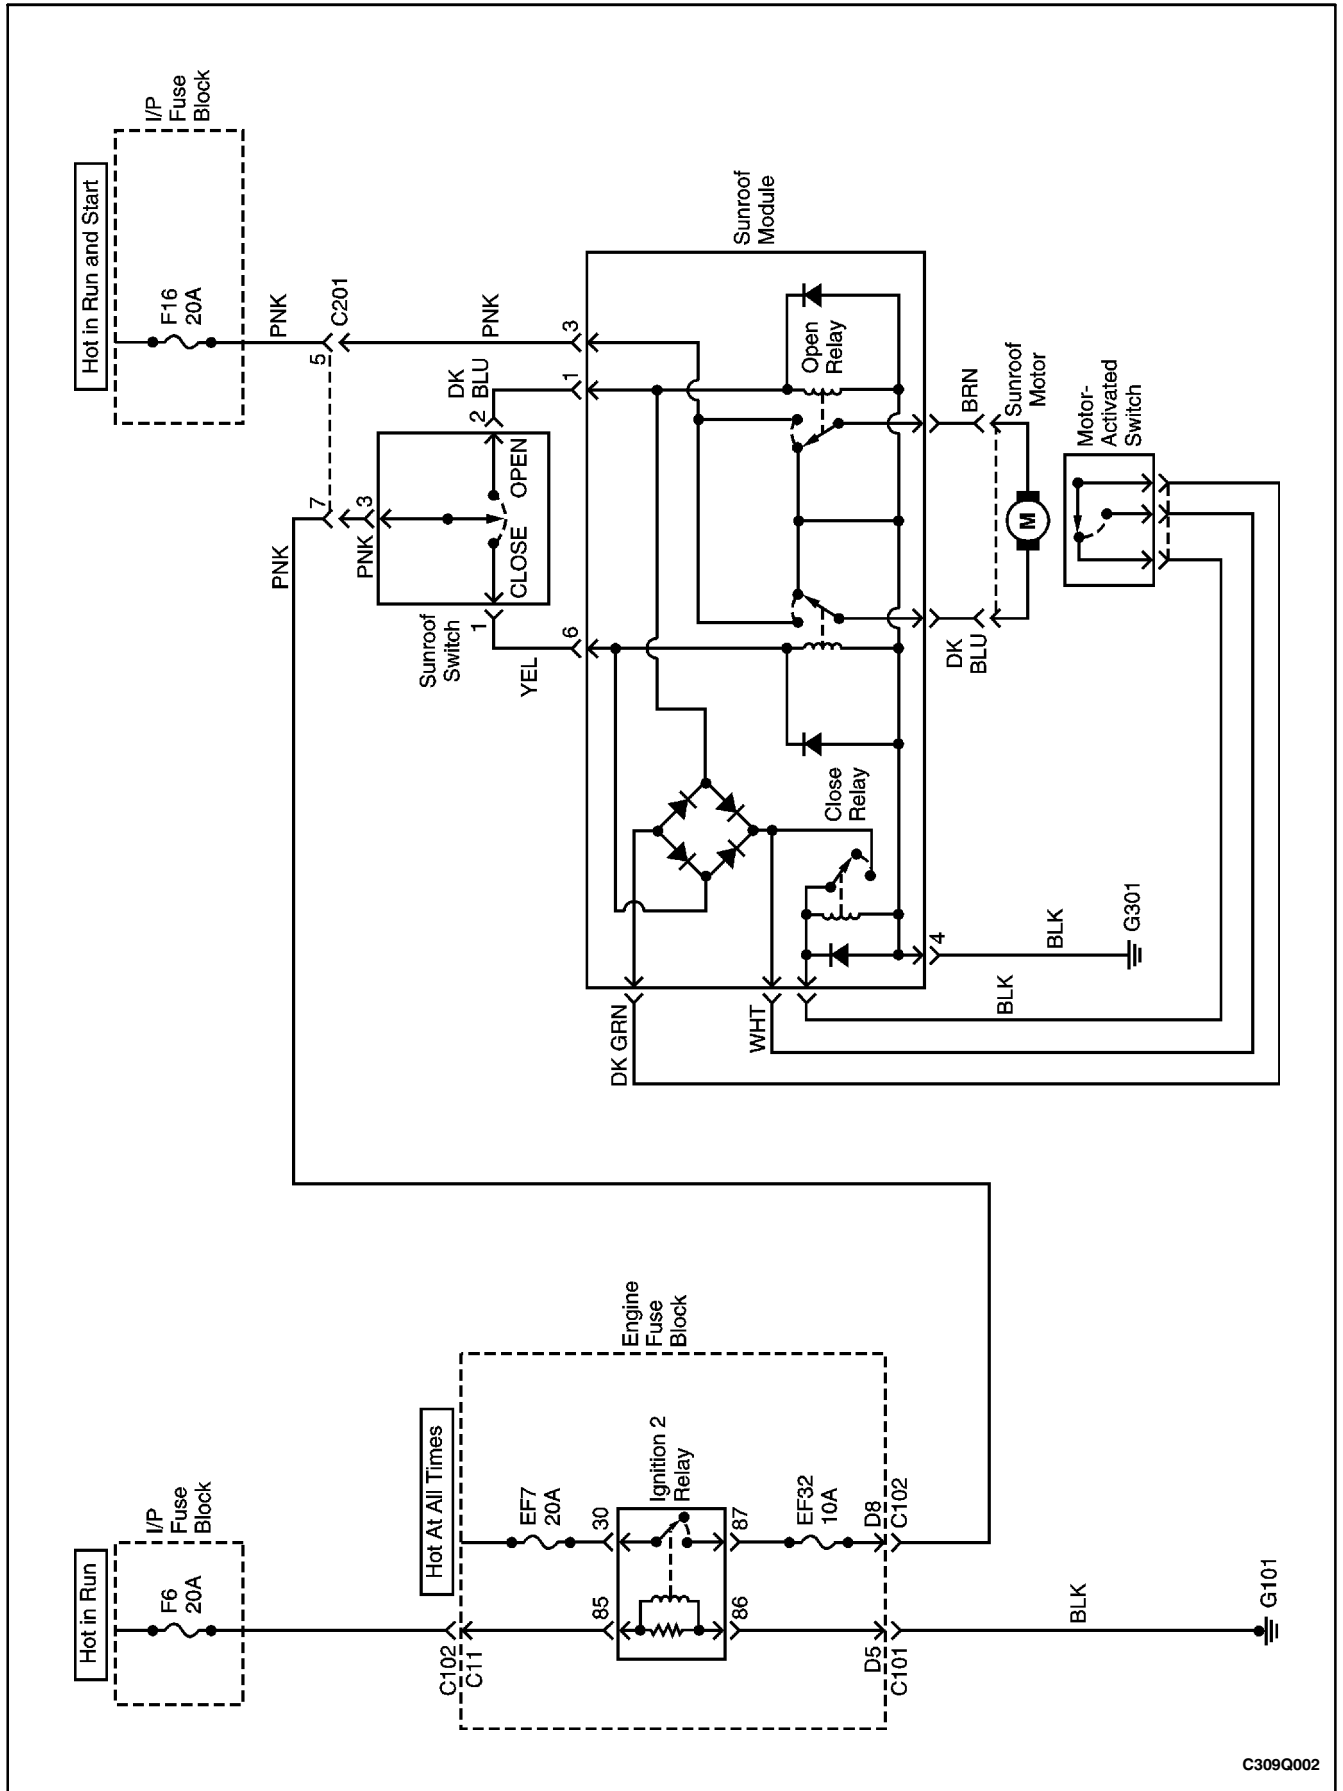 Hot in Run
I/P
Fuse
Block
F6
20A
C102
C11
Hot At All Times
Engine
Fuse
Block
EF7
20A
85
30
Ignition 2
Relay
86
87
EF32
10A
D5
C101
D8
C102
BLK
G101
Hot in Run and Start
I/P
Fuse
Block
F16
20A
PNK
PNK
7
5
C201
PNK
3
PNK
Sunroof
Switch
CLOSE
OPEN
1
2
DK
BLU
YEL
6
1
3
Sunroof
Module
Open
Relay
Close
Relay
DK GRN
WHT
BLK
4
BLK
G301
DK
BLU
BRN
Sunroof
Motor
M
Motor-
Activated
Switch
C309Q002